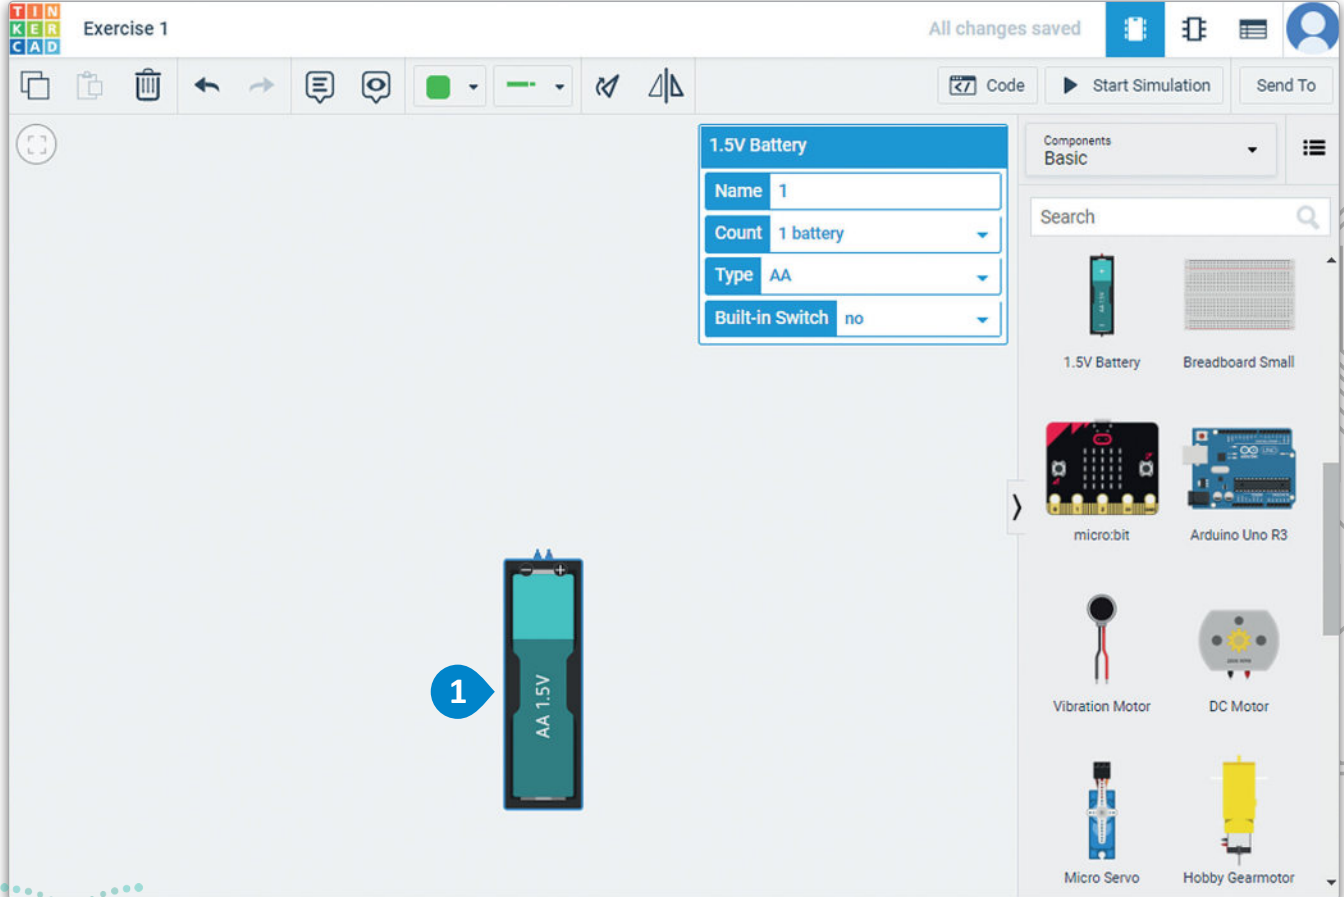 TIN
KER
CAD
Exercise 1
All changes saved
Code
Start Simulation
Send To
1.5V Battery
Name 1
Count 1 battery
Type AA
Built-in Switch no
Components
Basic
Search
1.5V Battery
Breadboard Small
micro:bit
Arduino Uno R3
Vibration Motor
DC Motor
Micro Servo
Hobby Gearmotor
1
AA 1.5V